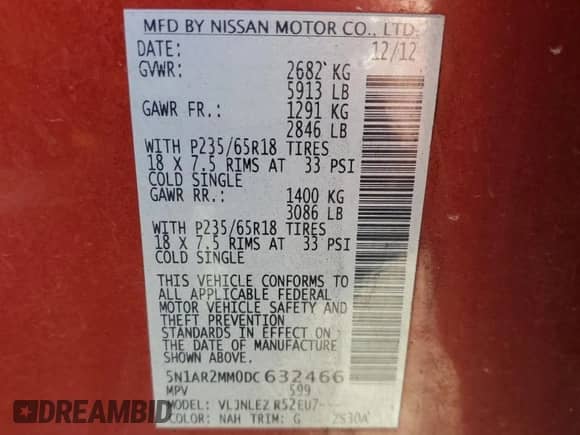 MFD BY NISSAN MOTOR CO., LTD.
DATE: 12/12
GVWR: 2682 KG
5913 LB
GAWR FR.: 1291 KG
2846 LB
WITH P235/65R18 TIRES
18 X 7.5 RIMS AT 33 PSI
COLD SINGLE
GAWR RR.: 1400 KG
3086 LB
WITH P235/65R18 TIRES
18 X 7.5 RIMS AT 33 PSI
COLD SINGLE
THIS VEHICLE CONFORMS TO
ALL APPLICABLE FEDERAL
MOTOR VEHICLE SAFETY AND
THEFT PREVENTION
STANDARDS IN EFFECT ON
THE DATE OF MANUFACTURE
SHOWN ABOVE.
5N1AR2MM0DC632466
MPV 599
MODEL: VLJNLEZ R52EU7---
COLOR: NAH TRIM: G 2530A
DREAMBID
GLOBAL AUTO BIDDING